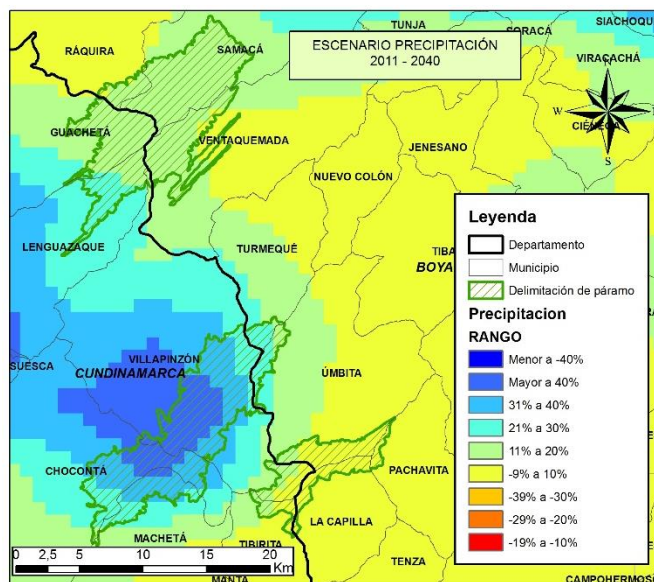 TUNJA
SIACHOQUE
SORACÁ
RÁQUIRA
SAMACÁ
ESCENARIO PRECIPITACIÓN
2011 - 2040
VIRACACHÁ
N
W
E
S
CIÉNEGA
GUACHETÁ
VENTAQUEMADA
JENESANO
NUEVO COLÓN
LENGUAZAQUE
TURMEQUÉ
TIBA
BOYA
Leyenda
Departamento
Municipio
Delimitación de páramo
Precipitacion
RANGO
Menor a -40%
Mayor a 40%
31% a 40%
21% a 30%
11% a 20%
-9% a 10%
-39% a -30%
-29% a -20%
-19% a -10%
SUESCA
VILLAPINZÓN
CUNDINAMARCA
ÚMBITA
CHOCONTÁ
PACHAVITA
MACHETÁ
LA CAPILLA
TIBIRITA
TENZA
MANTA
CAMPOHERMOS
0 2,5 5 10 15 20
Km